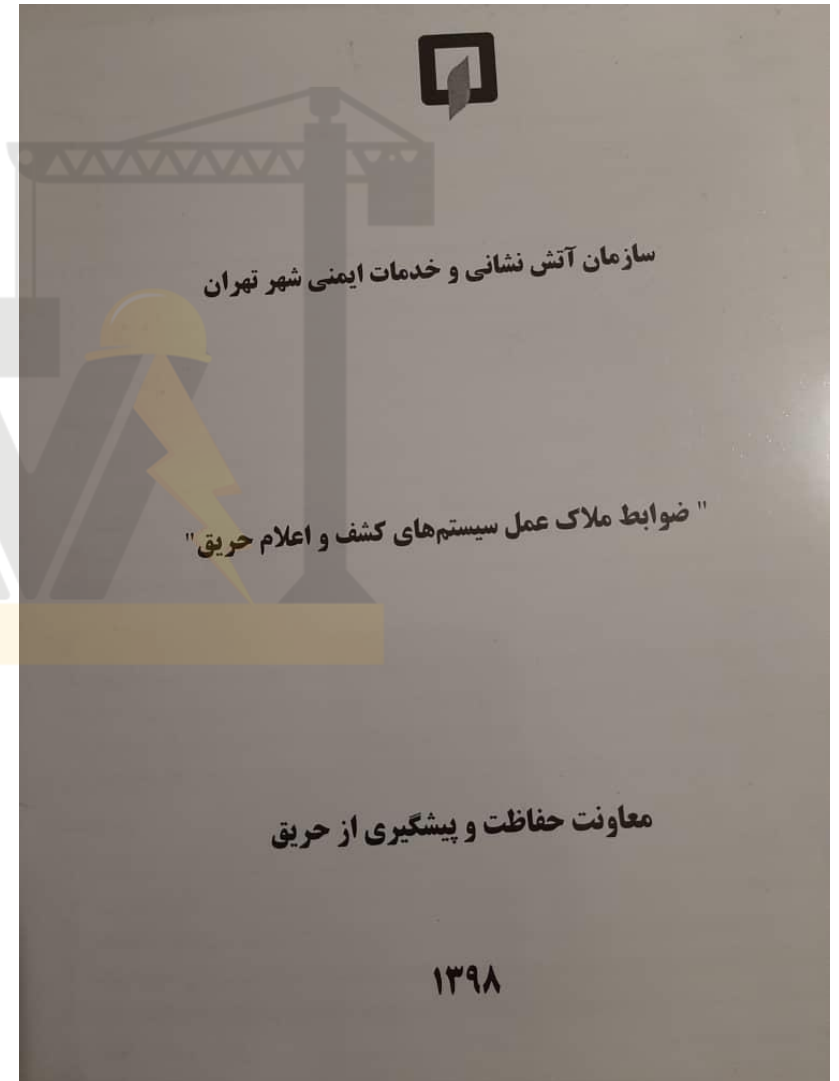 سازمان آتش نشانی و خدمات ایمنی شهر تهران
" ضوابط ملاک عمل سیستم‌های کشف و اعلام حریق"
معاونت حفاظت و پیشگیری از حریق
۱۳۹۸